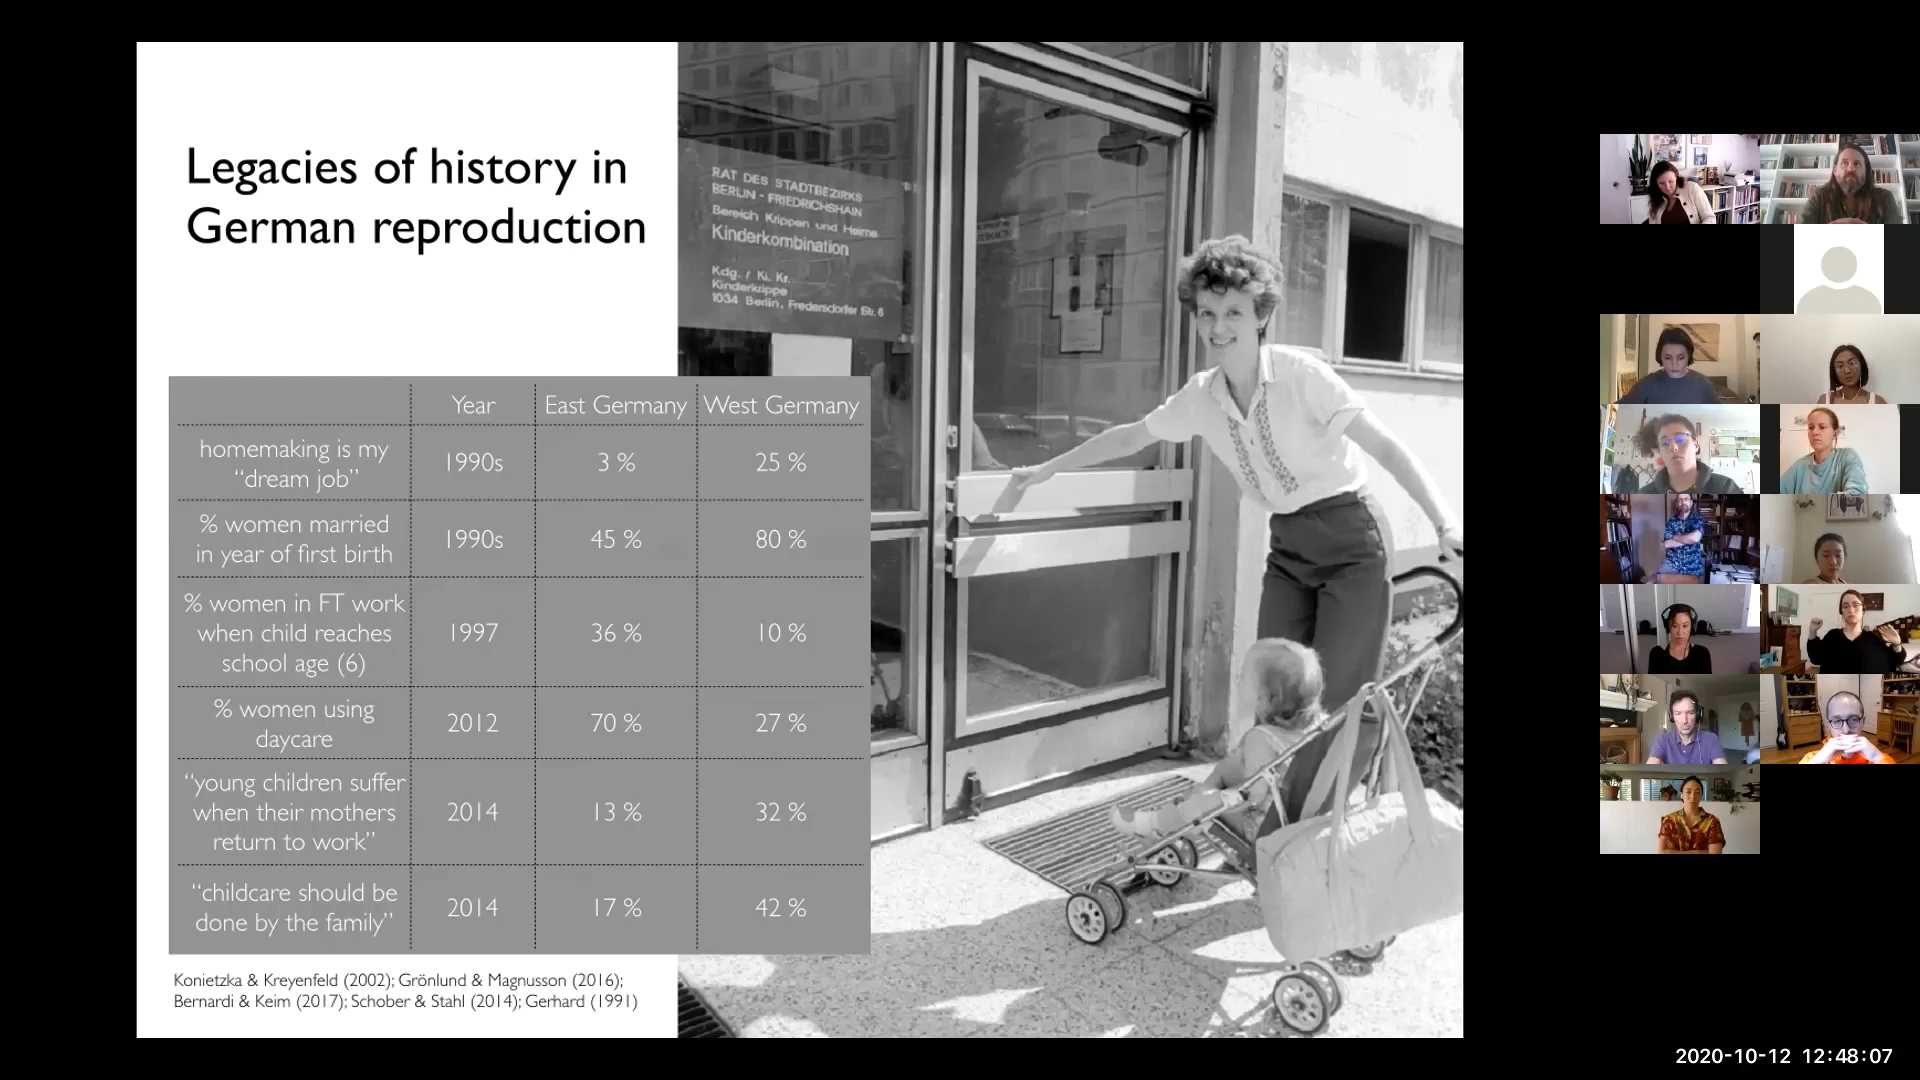 Legacies of history in
German reproduction
RAT DES STADTBEZIRKS
BERLIN - FRIEDRICHSHAIN
Bereich Krippen und Heime
Kinderkombination
Kdg. / Ki. Kr.
Kinderkrippe
1034 Berlin, Fredersdorfer Str. 6
Year East Germany West Germany
homemaking is my
“dream job”
1990s 3 % 25 %
% women married
in year of first birth
1990s 45 % 80 %
% women in FT work
when child reaches
school age (6)
1997 36 % 10 %
% women using
daycare
2012 70 % 27 %
“young children suffer
when their mothers
return to work”
2014 13 % 32 %
“childcare should be
done by the family”
2014 17 % 42 %
Konietzka & Kreyenfeld (2002); Grönlund & Magnusson (2016);
Bernardi & Keim (2017); Schober & Stahl (2014); Gerhard (1991)
2020-10-12 12:48:07